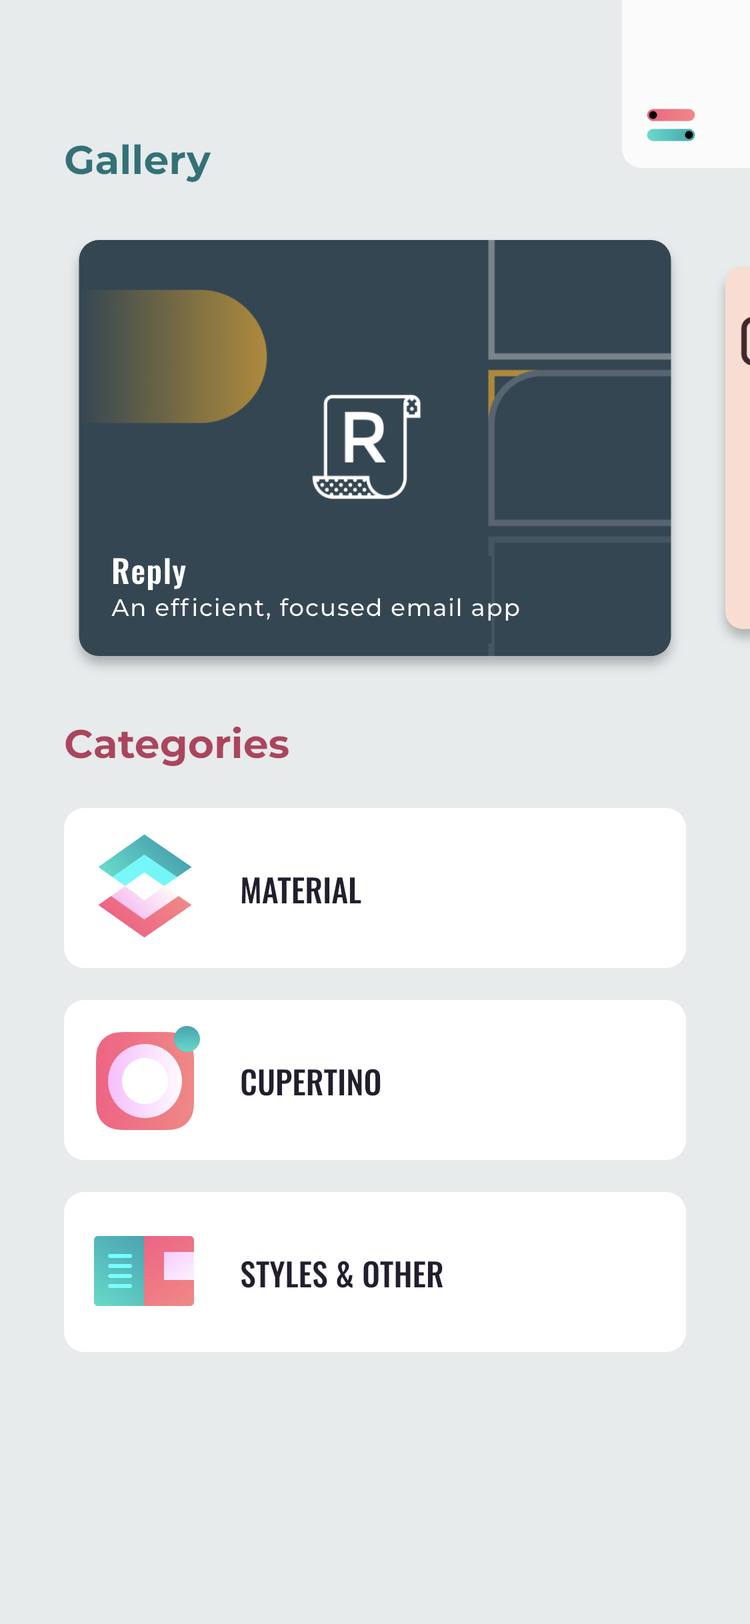 Gallery
R
Reply
An efficient, focused email app
Categories
MATERIAL
CUPERTINO
STYLES & OTHER